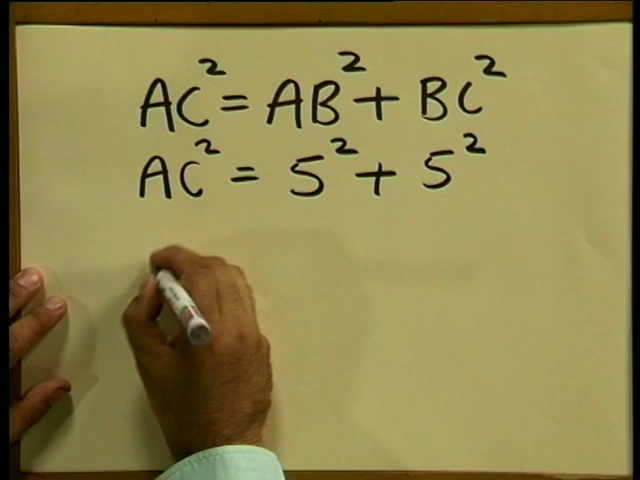 AC² = AB² + BC²
AC² = 5² + 5²